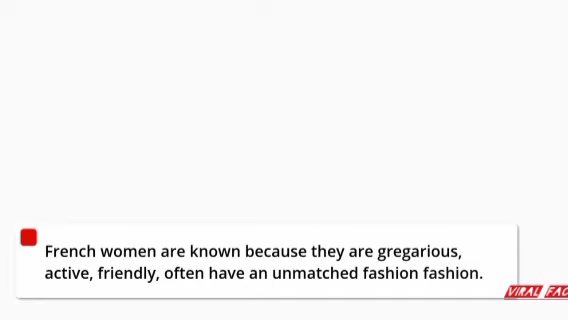 French women are known because they are gregarious,
active, friendly, often have an unmatched fashion fashion.
VIRAL FAC